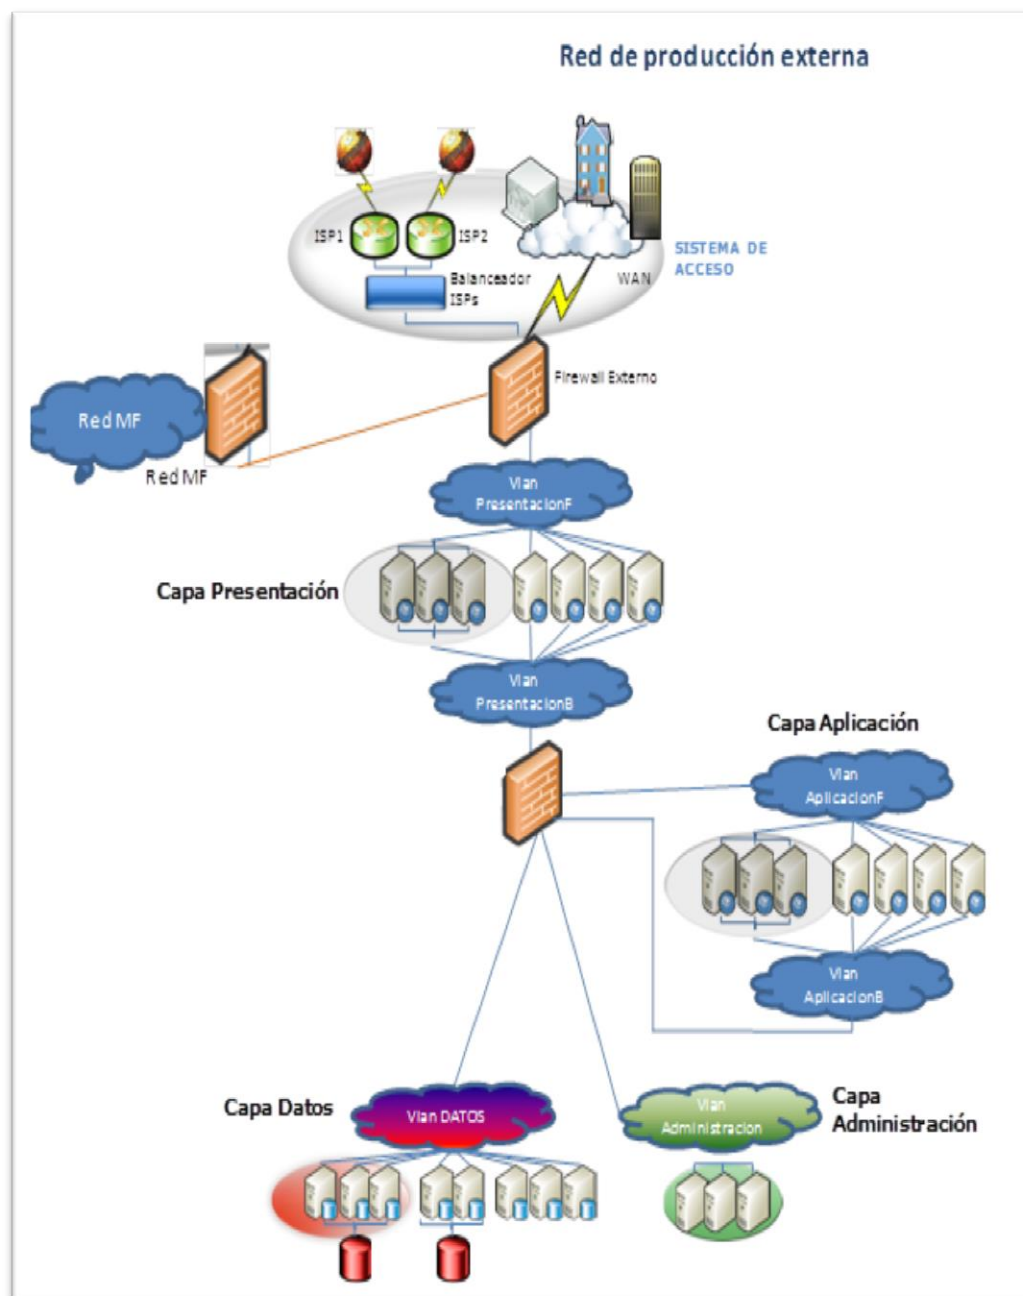 Red de producción externa
ISP1
ISP2
Balanceador
ISPs
WAN
SISTEMA DE
ACCESO
Firewall Externo
Red MF
Red MF
Vlan
PresentacionF
Capa Presentación
Vlan
PresentacionB
Capa Aplicación
Vlan
AplicacionF
Vlan
AplicacionB
Capa Datos
Vlan DATOS
Vlan
Administracion
Capa
Administración